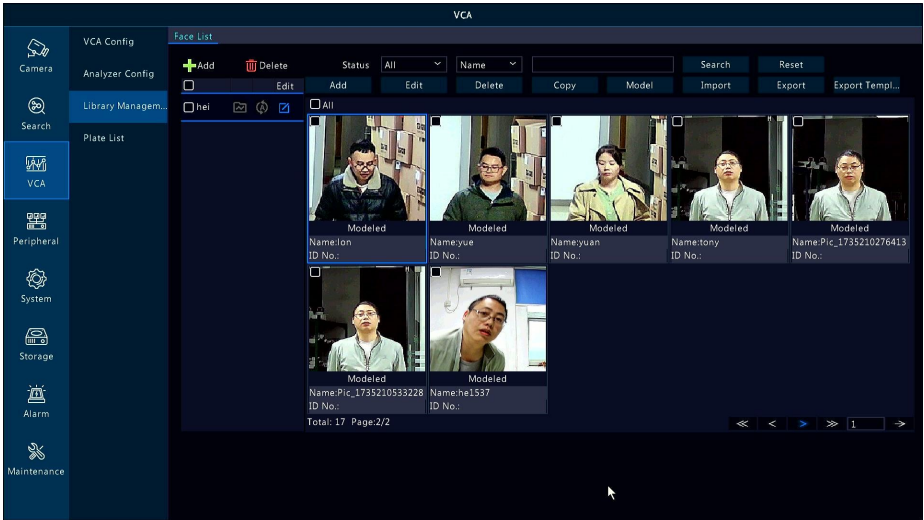 VCA
Camera
Search
VCA
Peripheral
System
Storage
Alarm
Maintenance
VCA Config
Analyzer Config
Library Managem...
Plate List
Face List
Add Delete
Edit
hei
Status All Name Search Reset
Add Edit Delete Copy Model Import Export Export Templ...
All
Modeled Modeled Modeled Modeled Modeled
Name:lon Name:yue Name:yuan Name:tony Name:Pic_1735210276413
ID No.: ID No.: ID No.: ID No.: ID No.:
Modeled Modeled
Name:Pic_1735210533228 Name:he1537
ID No.: ID No.:
Total: 17 Page:2/2
1